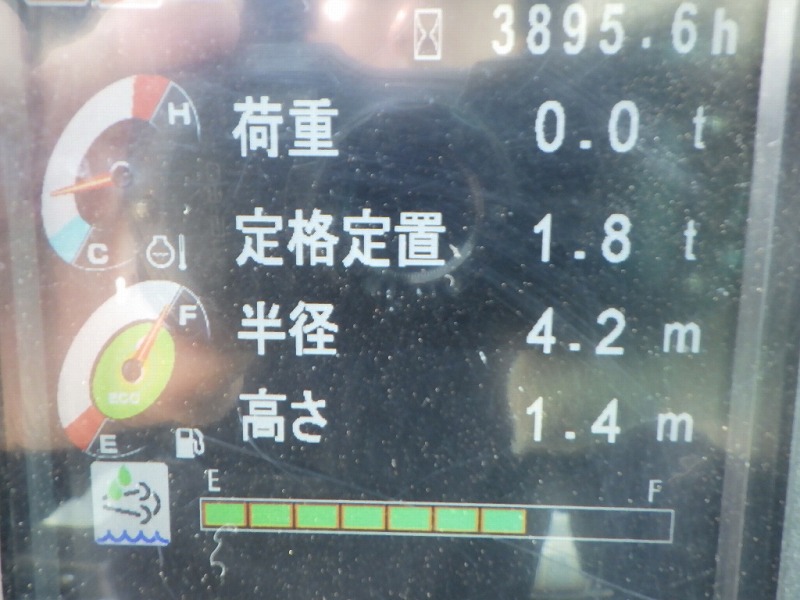 3895.6h
H
荷重 0.0 t
C
定格定置 1.8 t
F
半径 4.2 m
ECO
高さ 1.4 m
E
E F